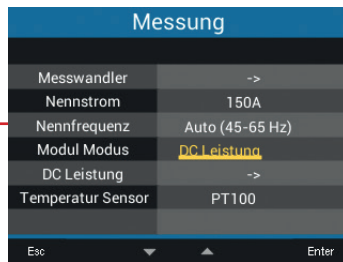 Messung
Messwandler ->
Nennstrom 150A
Nennfrequenz Auto (45-65 Hz)
Modul Modus DC Leistung
DC Leistung ->
Temperatur Sensor PT100
Esc ▼ ▲ Enter